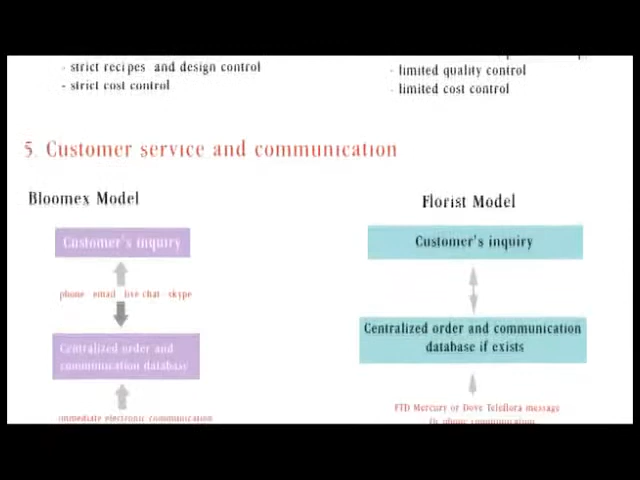 - strict recipes and design control
- limited quality control
- strict cost control
- limited cost control
5. Customer service and communication
Bloomex Model
Florist Model
Customer's inquiry
Customer's inquiry
phone email live chat skype
Centralized order and communication
database if exists
Centralized order and
communication database
FTD Mercury or Dove Teleflora message
immediate electronic communication
phone communication